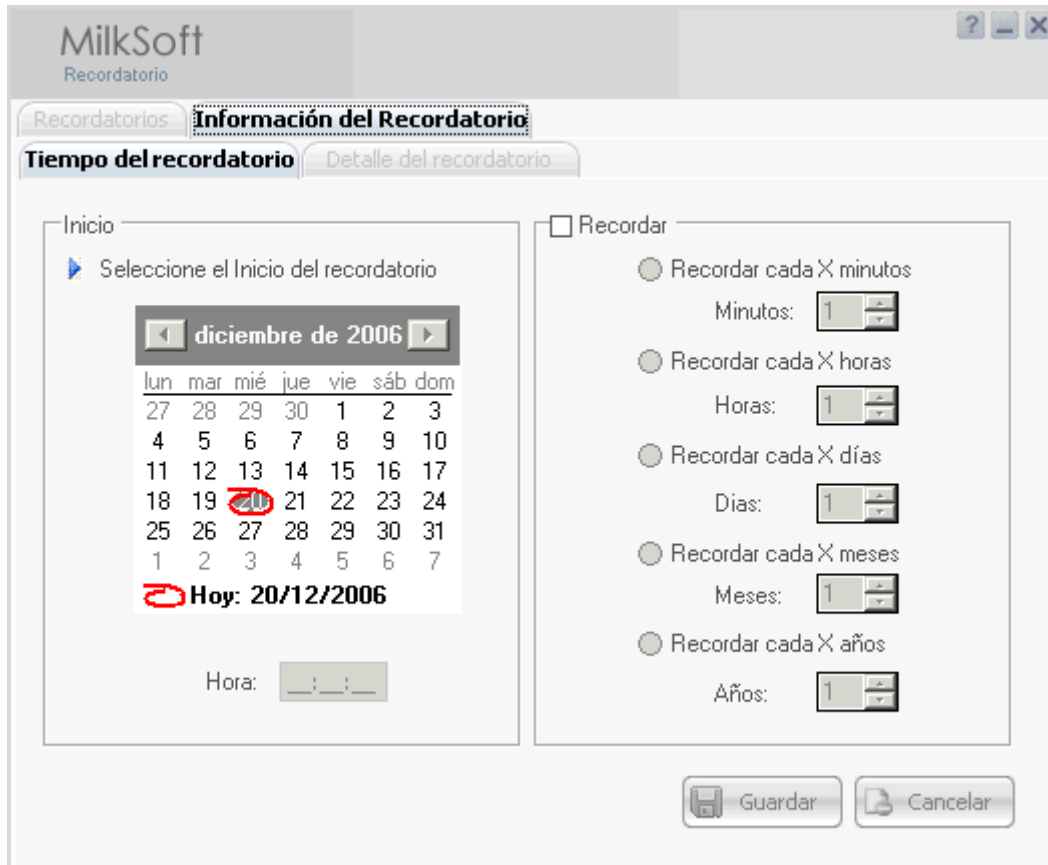 MilkSoft
Recordatorio
?
Recordatorios Información del Recordatorio
Tiempo del recordatorio Detalle del recordatorio
Inicio
Seleccione el Inicio del recordatorio
diciembre de 2006
lun mar mié jue vie sáb dom
27 28 29 30 1 2 3
4 5 6 7 8 9 10
11 12 13 14 15 16 17
18 19 20 21 22 23 24
25 26 27 28 29 30 31
1 2 3 4 5 6 7
Hoy: 20/12/2006
Hora: __:__:__
Recordar
Recordar cada X minutos
Minutos: 1
Recordar cada X horas
Horas: 1
Recordar cada X días
Dias: 1
Recordar cada X meses
Meses: 1
Recordar cada X años
Años: 1
Guardar Cancelar